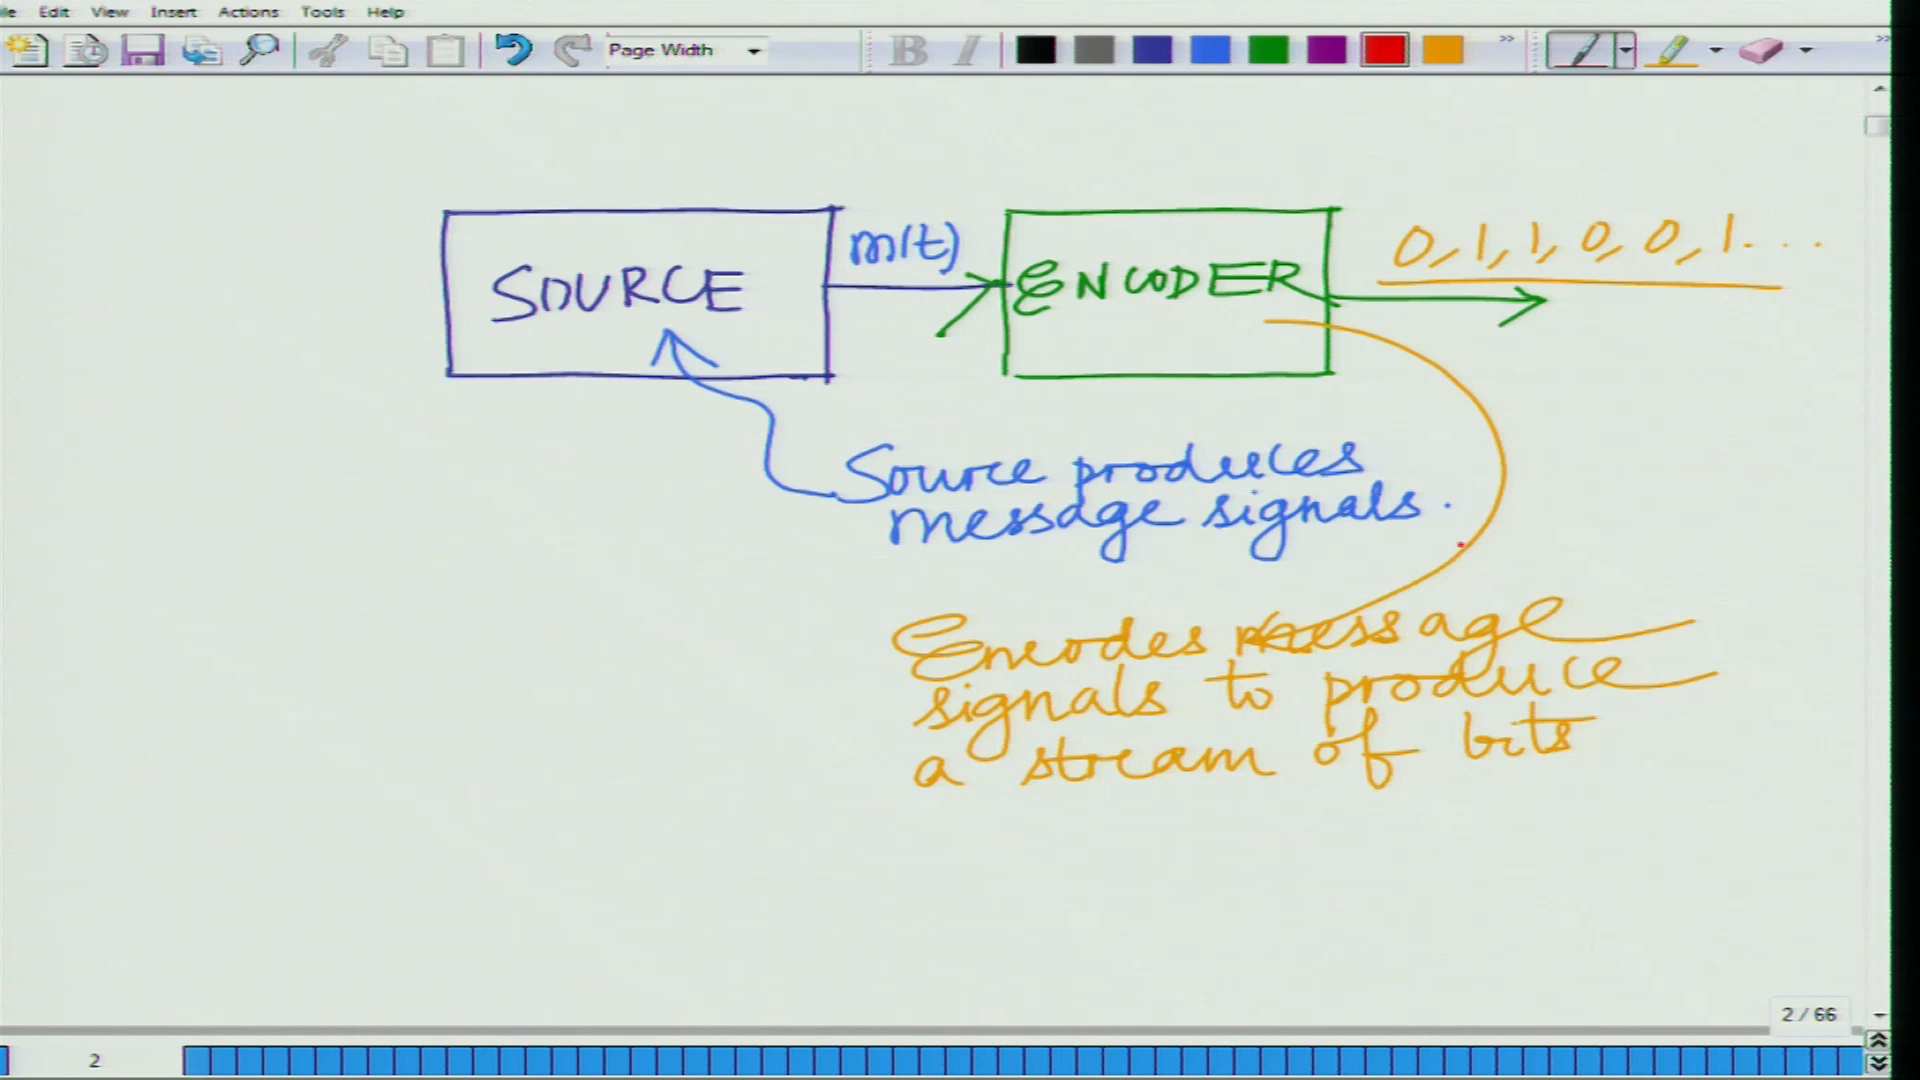 Edit View Insert Actions Tools Help
Page Width
B I
SOURCE
m(t)
ENCODER
0, 1, 1, 0, 0, 1...
Source produces
message signals.
Encodes message
signals to produce
a stream of bits
2 / 66
2